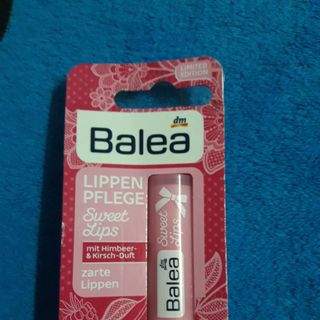 LIMITED
EDITION
dm
Balea
LIPPEN
PFLEGE
Sweet
Lips
mit Himbeer-
& Kirsch-Duft
zarte
Lippen
Sweet
Lips
Balea